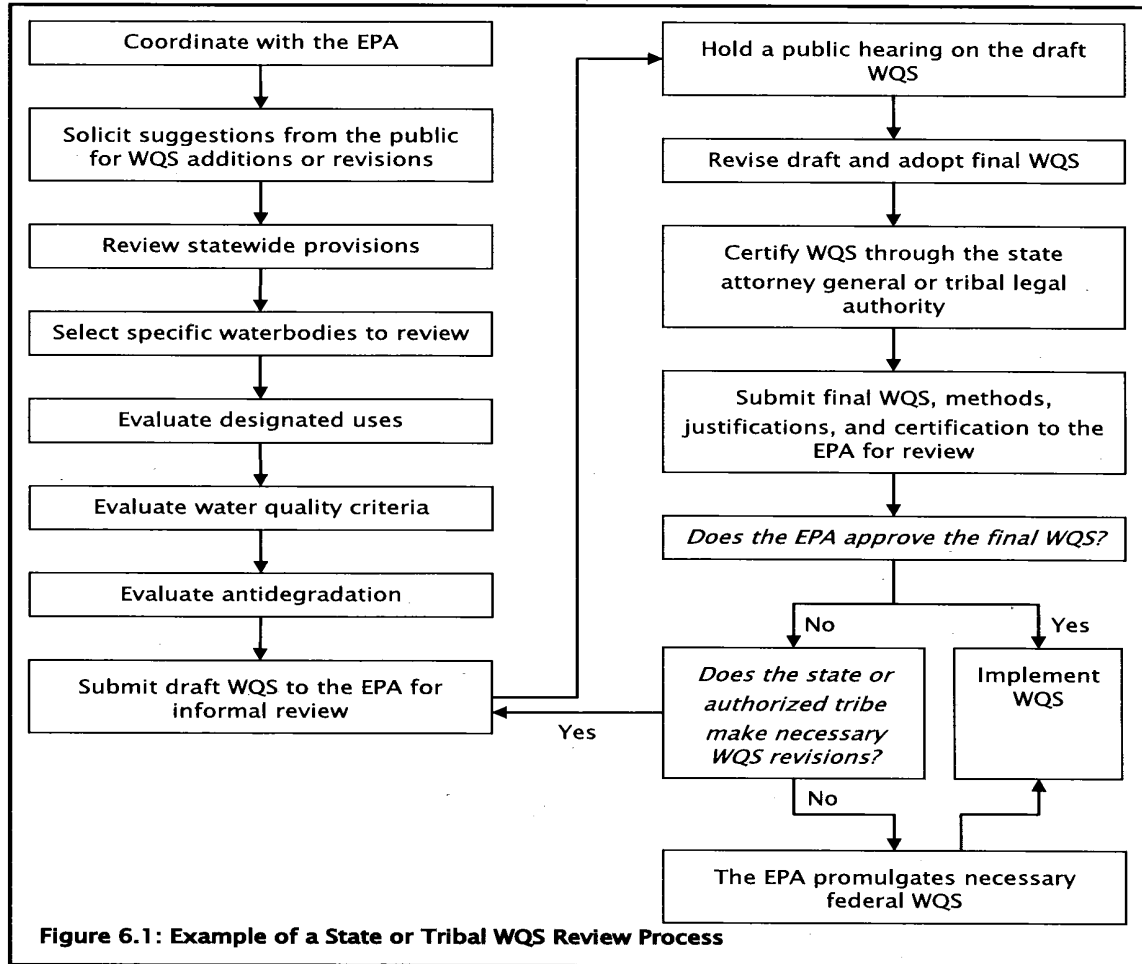 Coordinate with the EPA
Solicit suggestions from the public
for WQS additions or revisions
Review statewide provisions
Select specific waterbodies to review
Evaluate designated uses
Evaluate water quality criteria
Evaluate antidegradation
Submit draft WQS to the EPA for
informal review
Hold a public hearing on the draft
WQS
Revise draft and adopt final WQS
Certify WQS through the state
attorney general or tribal legal
authority
Submit final WQS, methods,
justifications, and certification to the
EPA for review
Does the EPA approve the final WQS?
No
Yes
Does the state or
authorized tribe
make necessary
WQS revisions?
Yes
Implement
WQS
No
The EPA promulgates necessary
federal WQS
Figure 6.1: Example of a State or Tribal WQS Review Process